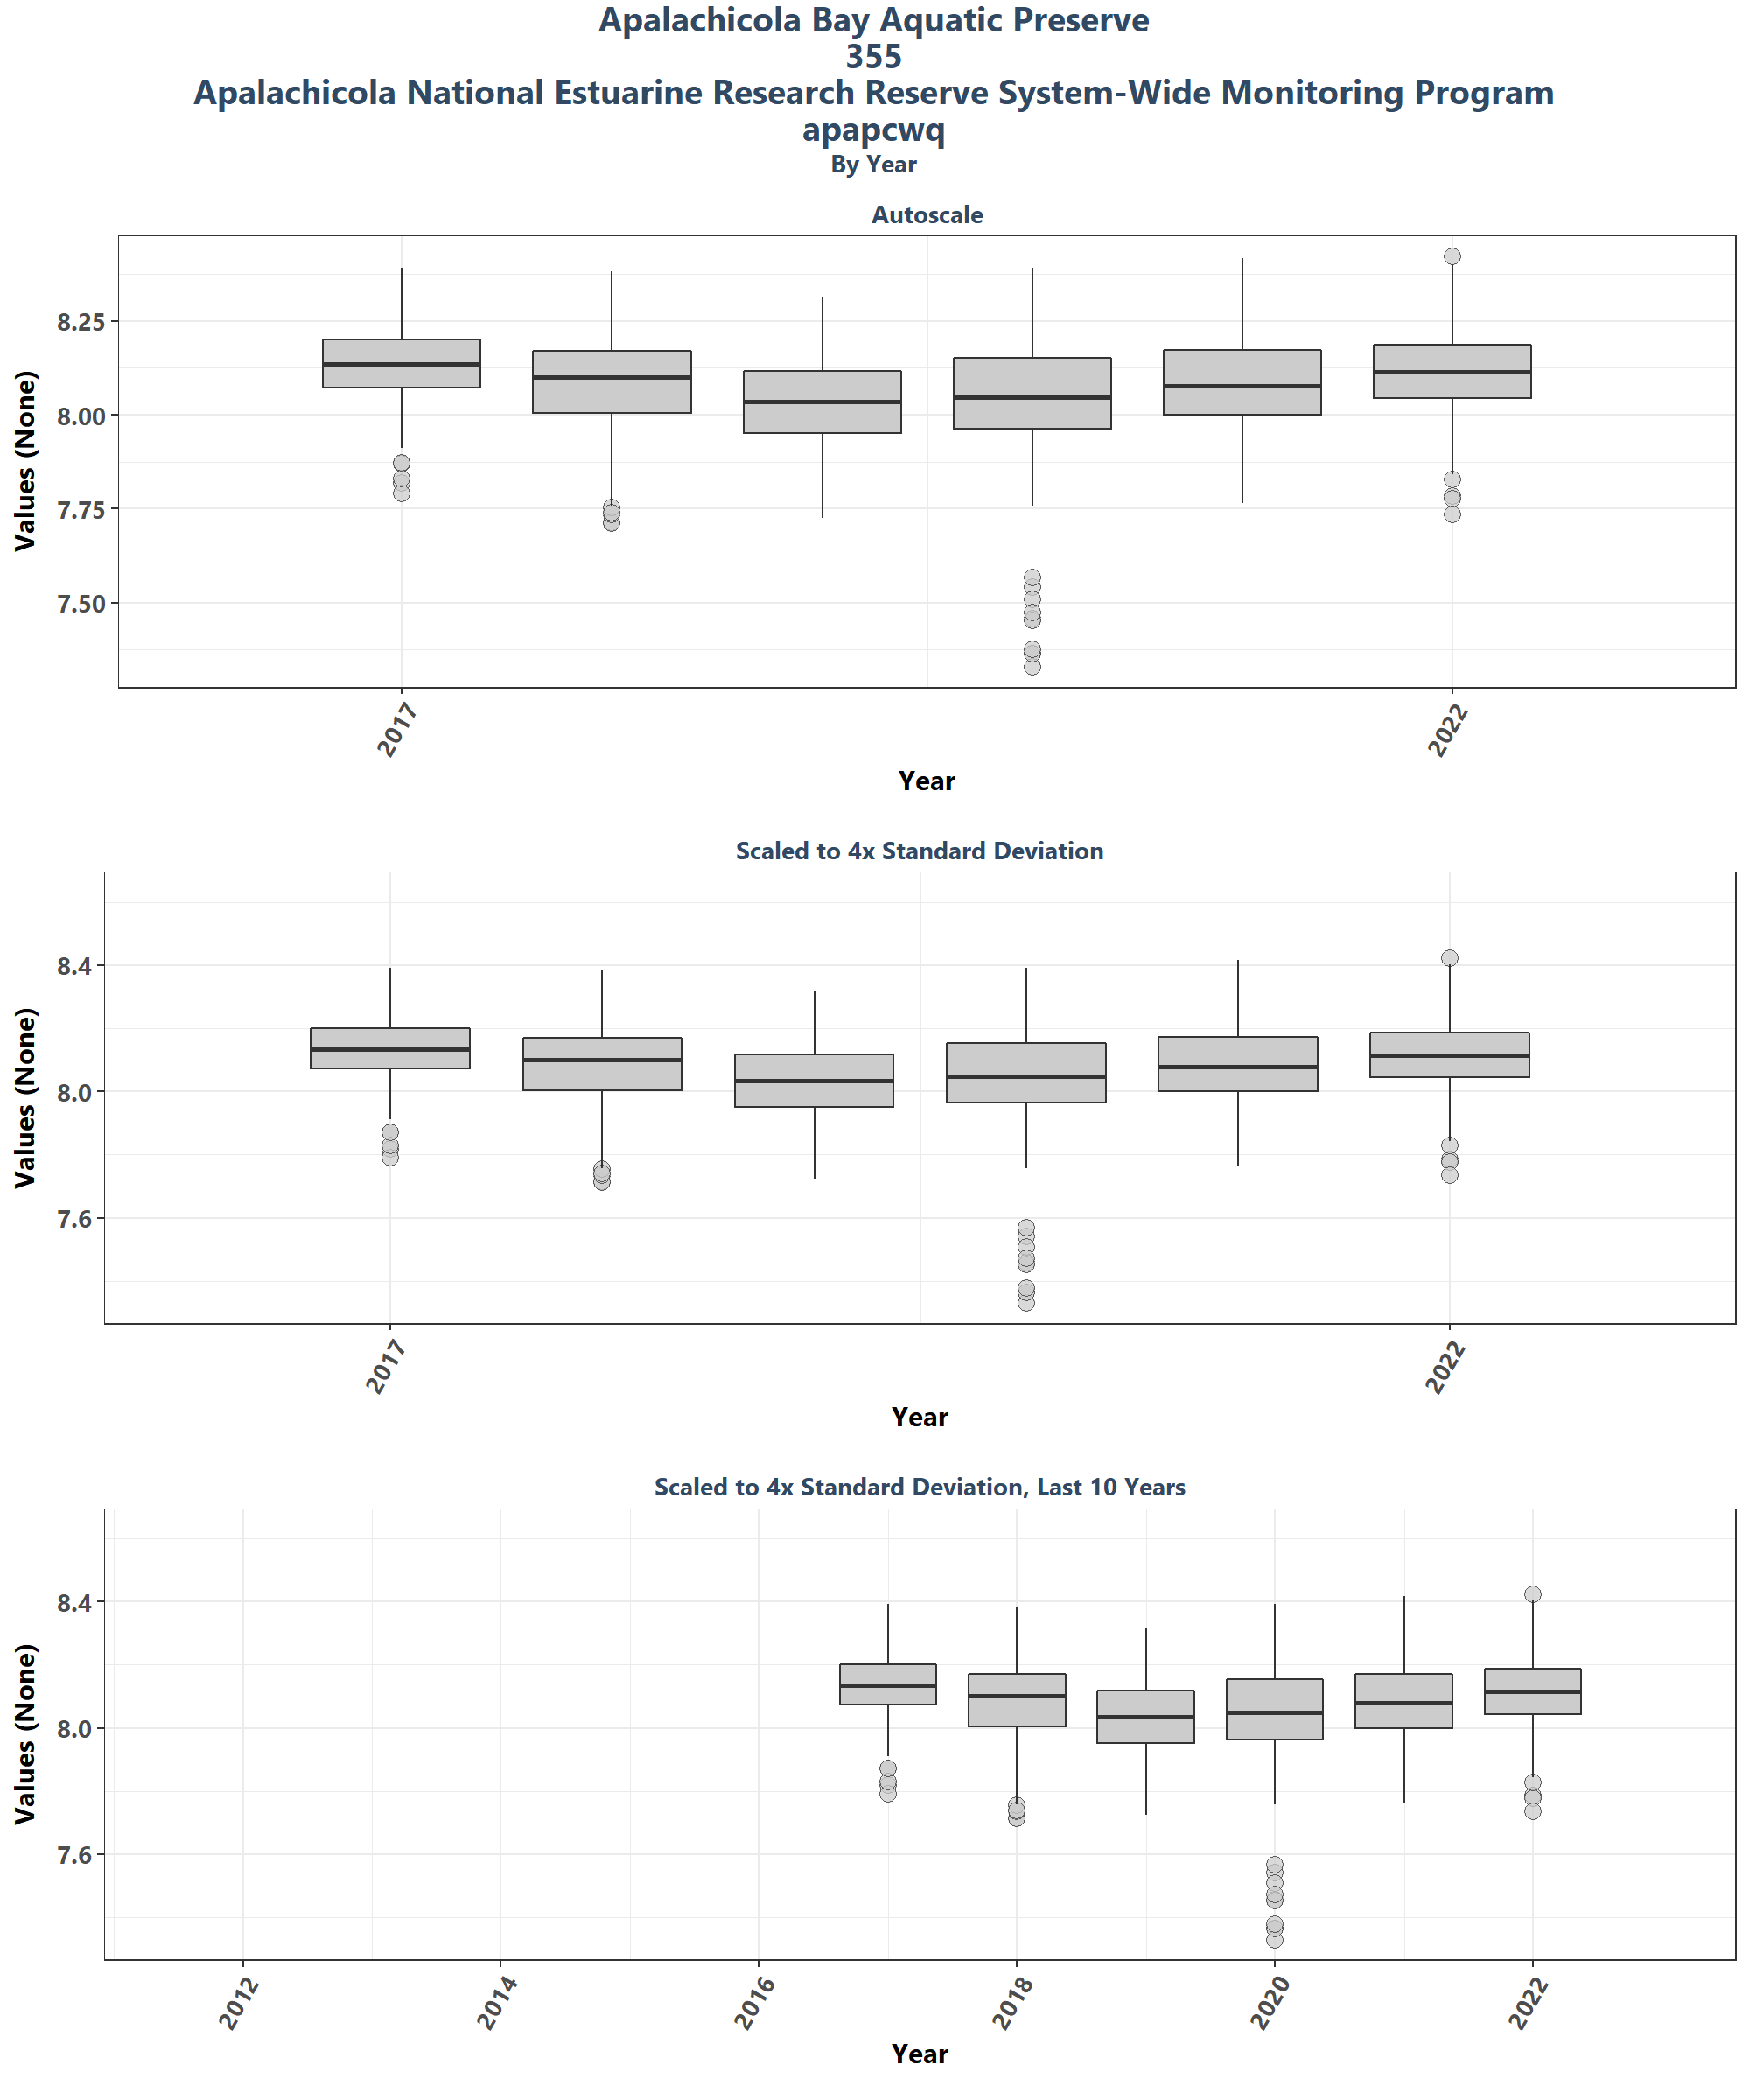 Apalachicola Bay Aquatic Preserve
355
Apalachicola National Estuarine Research Reserve System-Wide Monitoring Program
apapcwq
By Year
Autoscale
Values (None)
8.25
8.00
7.75
7.50
2017
2022
Year
Scaled to 4x Standard Deviation
Values (None)
8.4
8.0
7.6
2017
2022
Year
Scaled to 4x Standard Deviation, Last 10 Years
Values (None)
8.4
8.0
7.6
2012
2014
2016
2018
2020
2022
Year